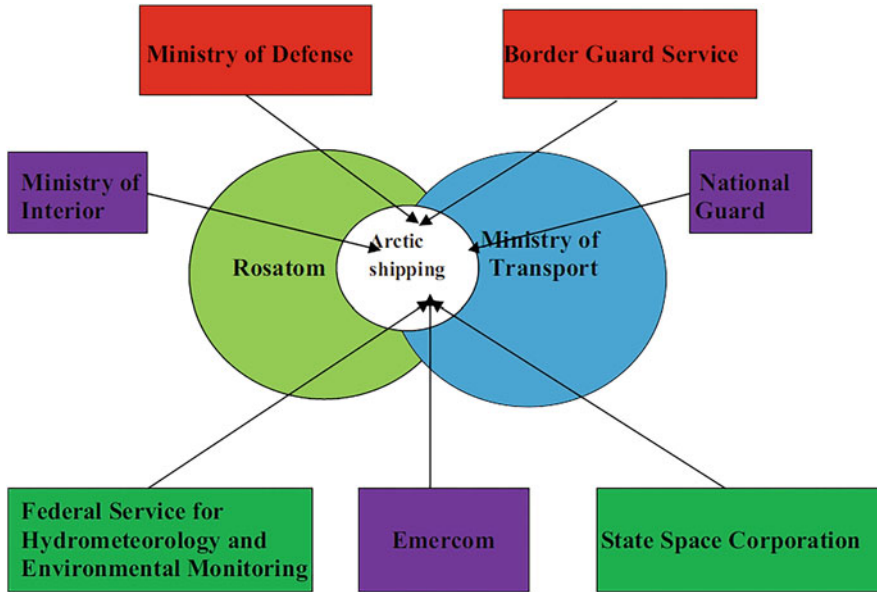 Ministry of Defense
Border Guard Service
Ministry of
Interior
National
Guard
Rosatom
Arctic
shipping
Ministry of
Transport
Federal Service for
Hydrometeorology and
Environmental Monitoring
Emercom
State Space Corporation